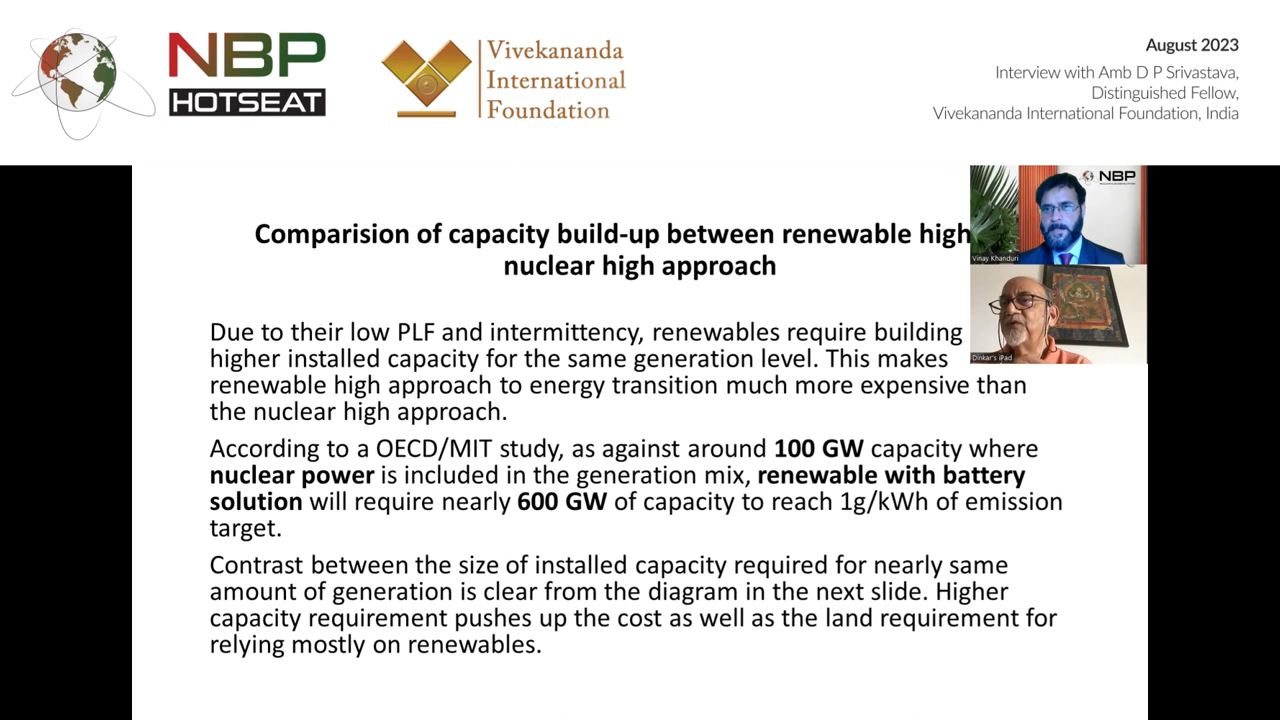 NBP
HOTSEAT
Vivekananda
International
Foundation
August 2023
Interview with Amb D P Srivastava,
Distinguished Fellow,
Vivekananda International Foundation, India
NBP
Vinay Khanduri
Dinkar's iPad
Comparision of capacity build-up between renewable high
nuclear high approach
Due to their low PLF and intermittency, renewables require building
higher installed capacity for the same generation level. This makes
renewable high approach to energy transition much more expensive than
the nuclear high approach.
According to a OECD/MIT study, as against around 100 GW capacity where
nuclear power is included in the generation mix, renewable with battery
solution will require nearly 600 GW of capacity to reach 1g/kWh of emission
target.
Contrast between the size of installed capacity required for nearly same
amount of generation is clear from the diagram in the next slide. Higher
capacity requirement pushes up the cost as well as the land requirement for
relying mostly on renewables.